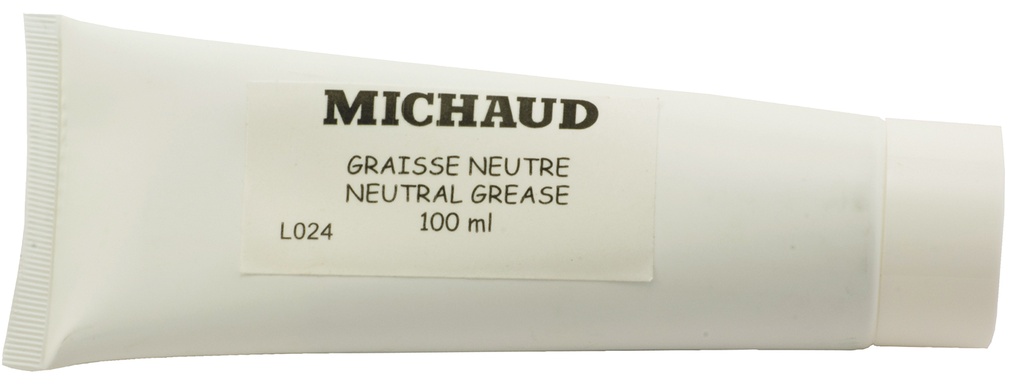 MICHAUD
GRAISSE NEUTRE
NEUTRAL GREASE
100 ml
L024